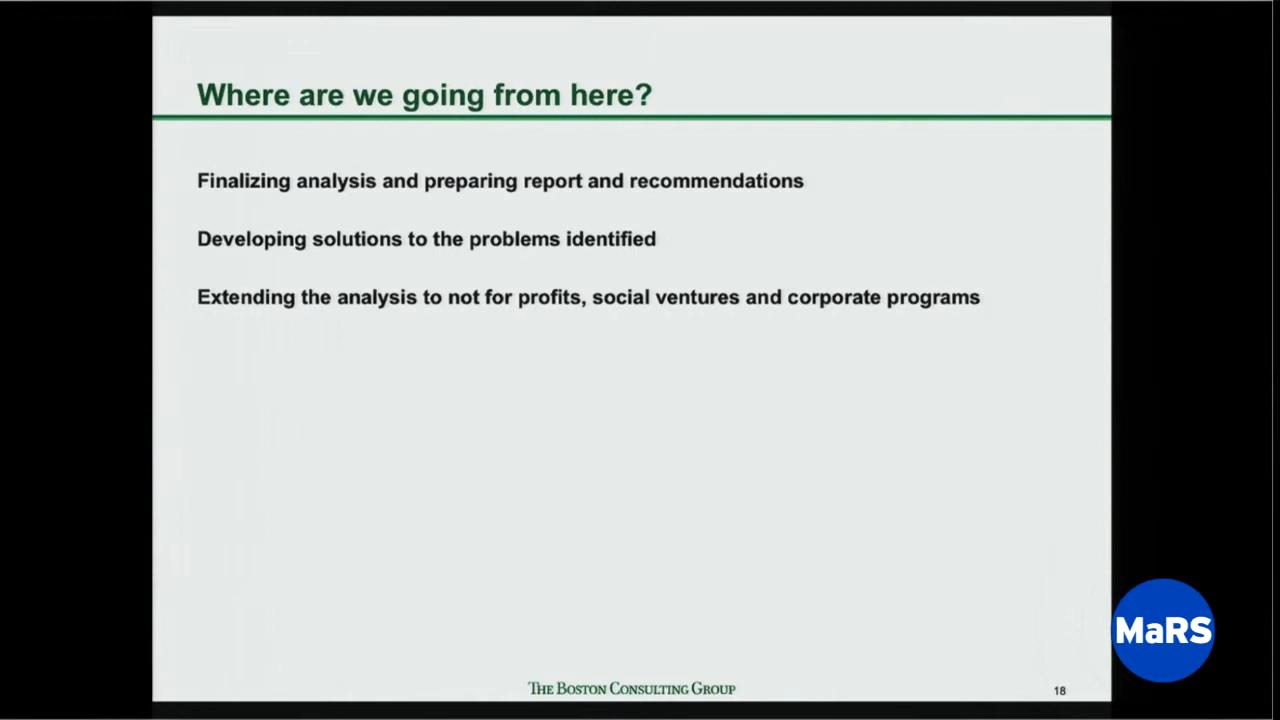 Where are we going from here?
Finalizing analysis and preparing report and recommendations
Developing solutions to the problems identified
Extending the analysis to not for profits, social ventures and corporate programs
THE BOSTON CONSULTING GROUP
18
MaRS